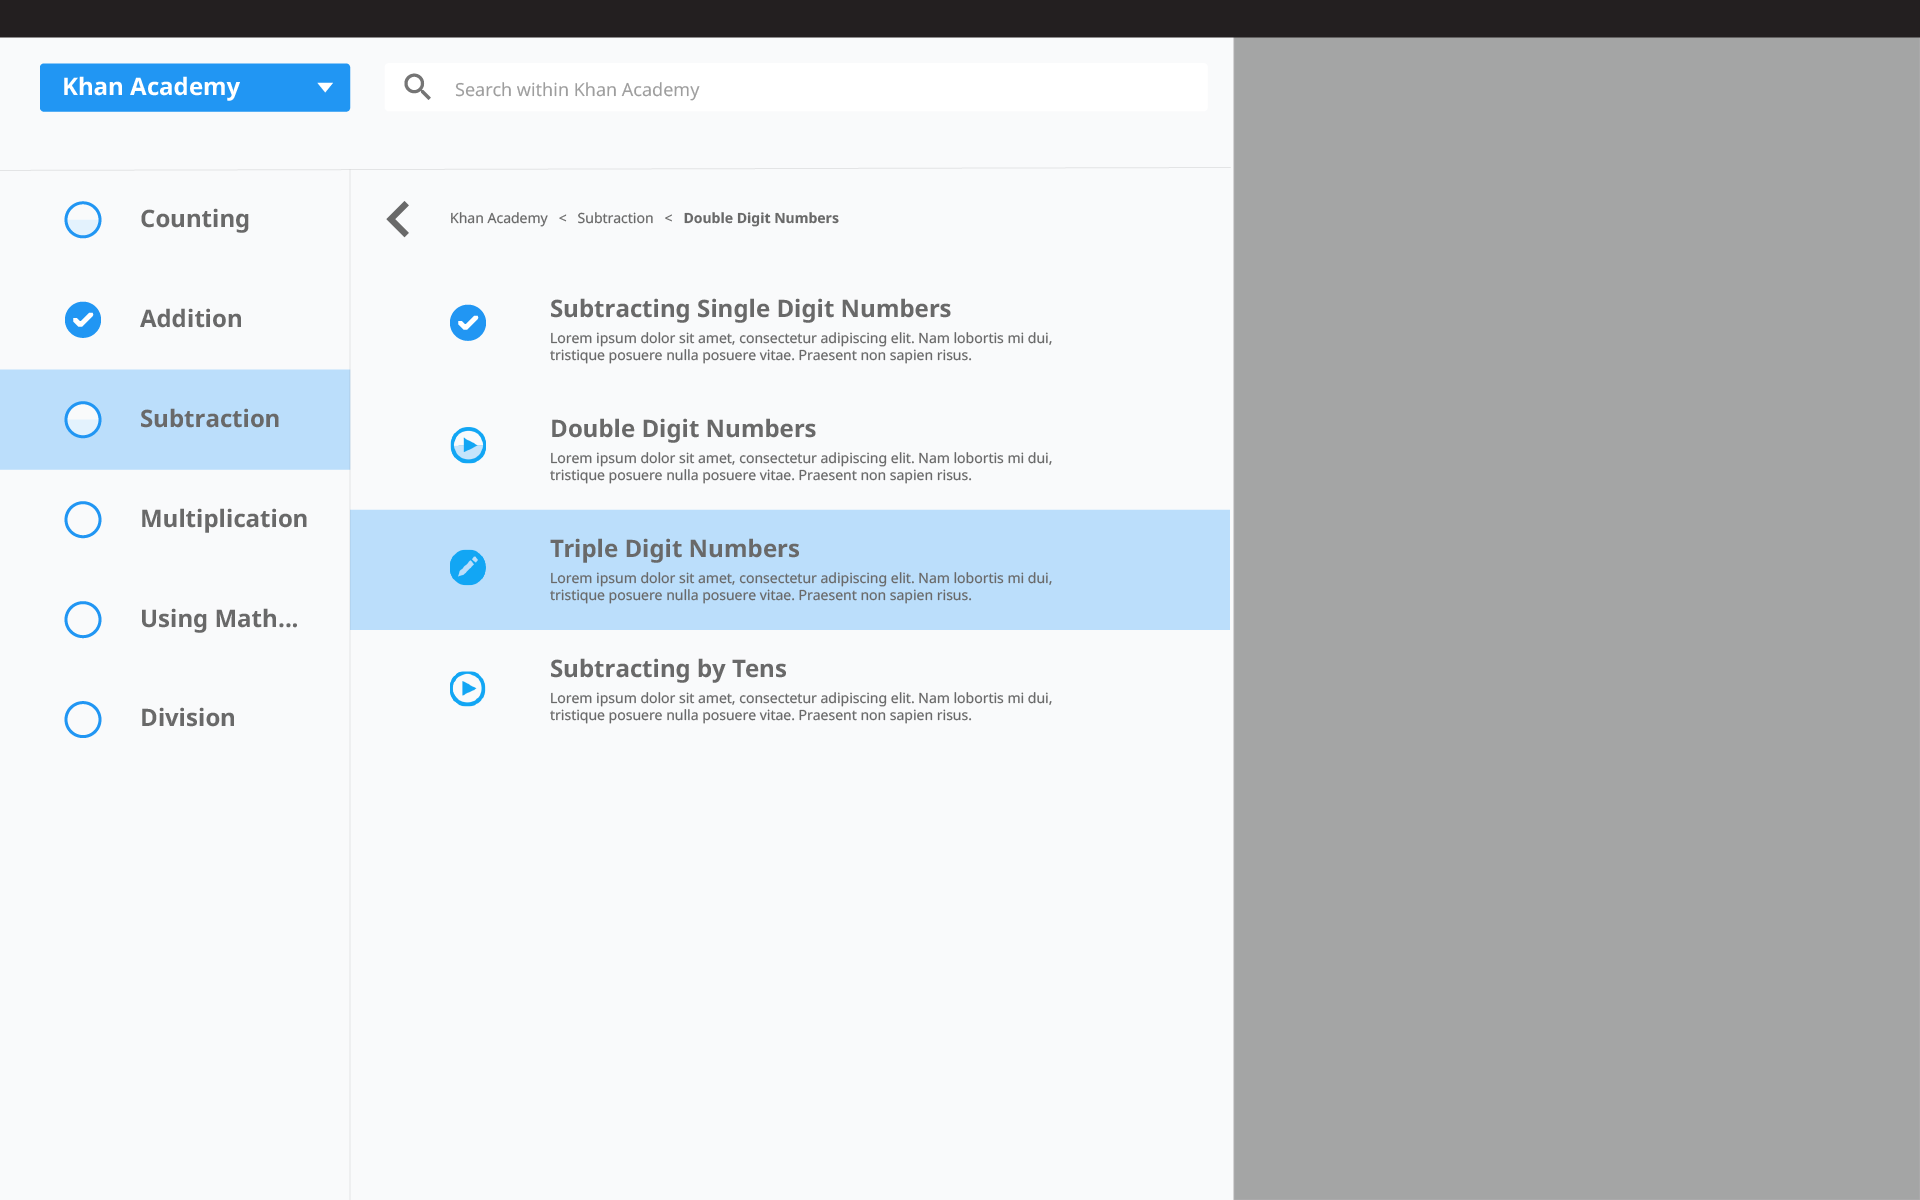 Khan Academy
Search within Khan Academy
Counting
Addition
Subtraction
Multiplication
Using Math...
Division
Khan Academy < Subtraction < Double Digit Numbers
Subtracting Single Digit Numbers
Lorem ipsum dolor sit amet, consectetur adipiscing elit. Nam lobortis mi dui,
tristique posuere nulla posuere vitae. Praesent non sapien risus.
Double Digit Numbers
Lorem ipsum dolor sit amet, consectetur adipiscing elit. Nam lobortis mi dui,
tristique posuere nulla posuere vitae. Praesent non sapien risus.
Triple Digit Numbers
Lorem ipsum dolor sit amet, consectetur adipiscing elit. Nam lobortis mi dui,
tristique posuere nulla posuere vitae. Praesent non sapien risus.
Subtracting by Tens
Lorem ipsum dolor sit amet, consectetur adipiscing elit. Nam lobortis mi dui,
tristique posuere nulla posuere vitae. Praesent non sapien risus.